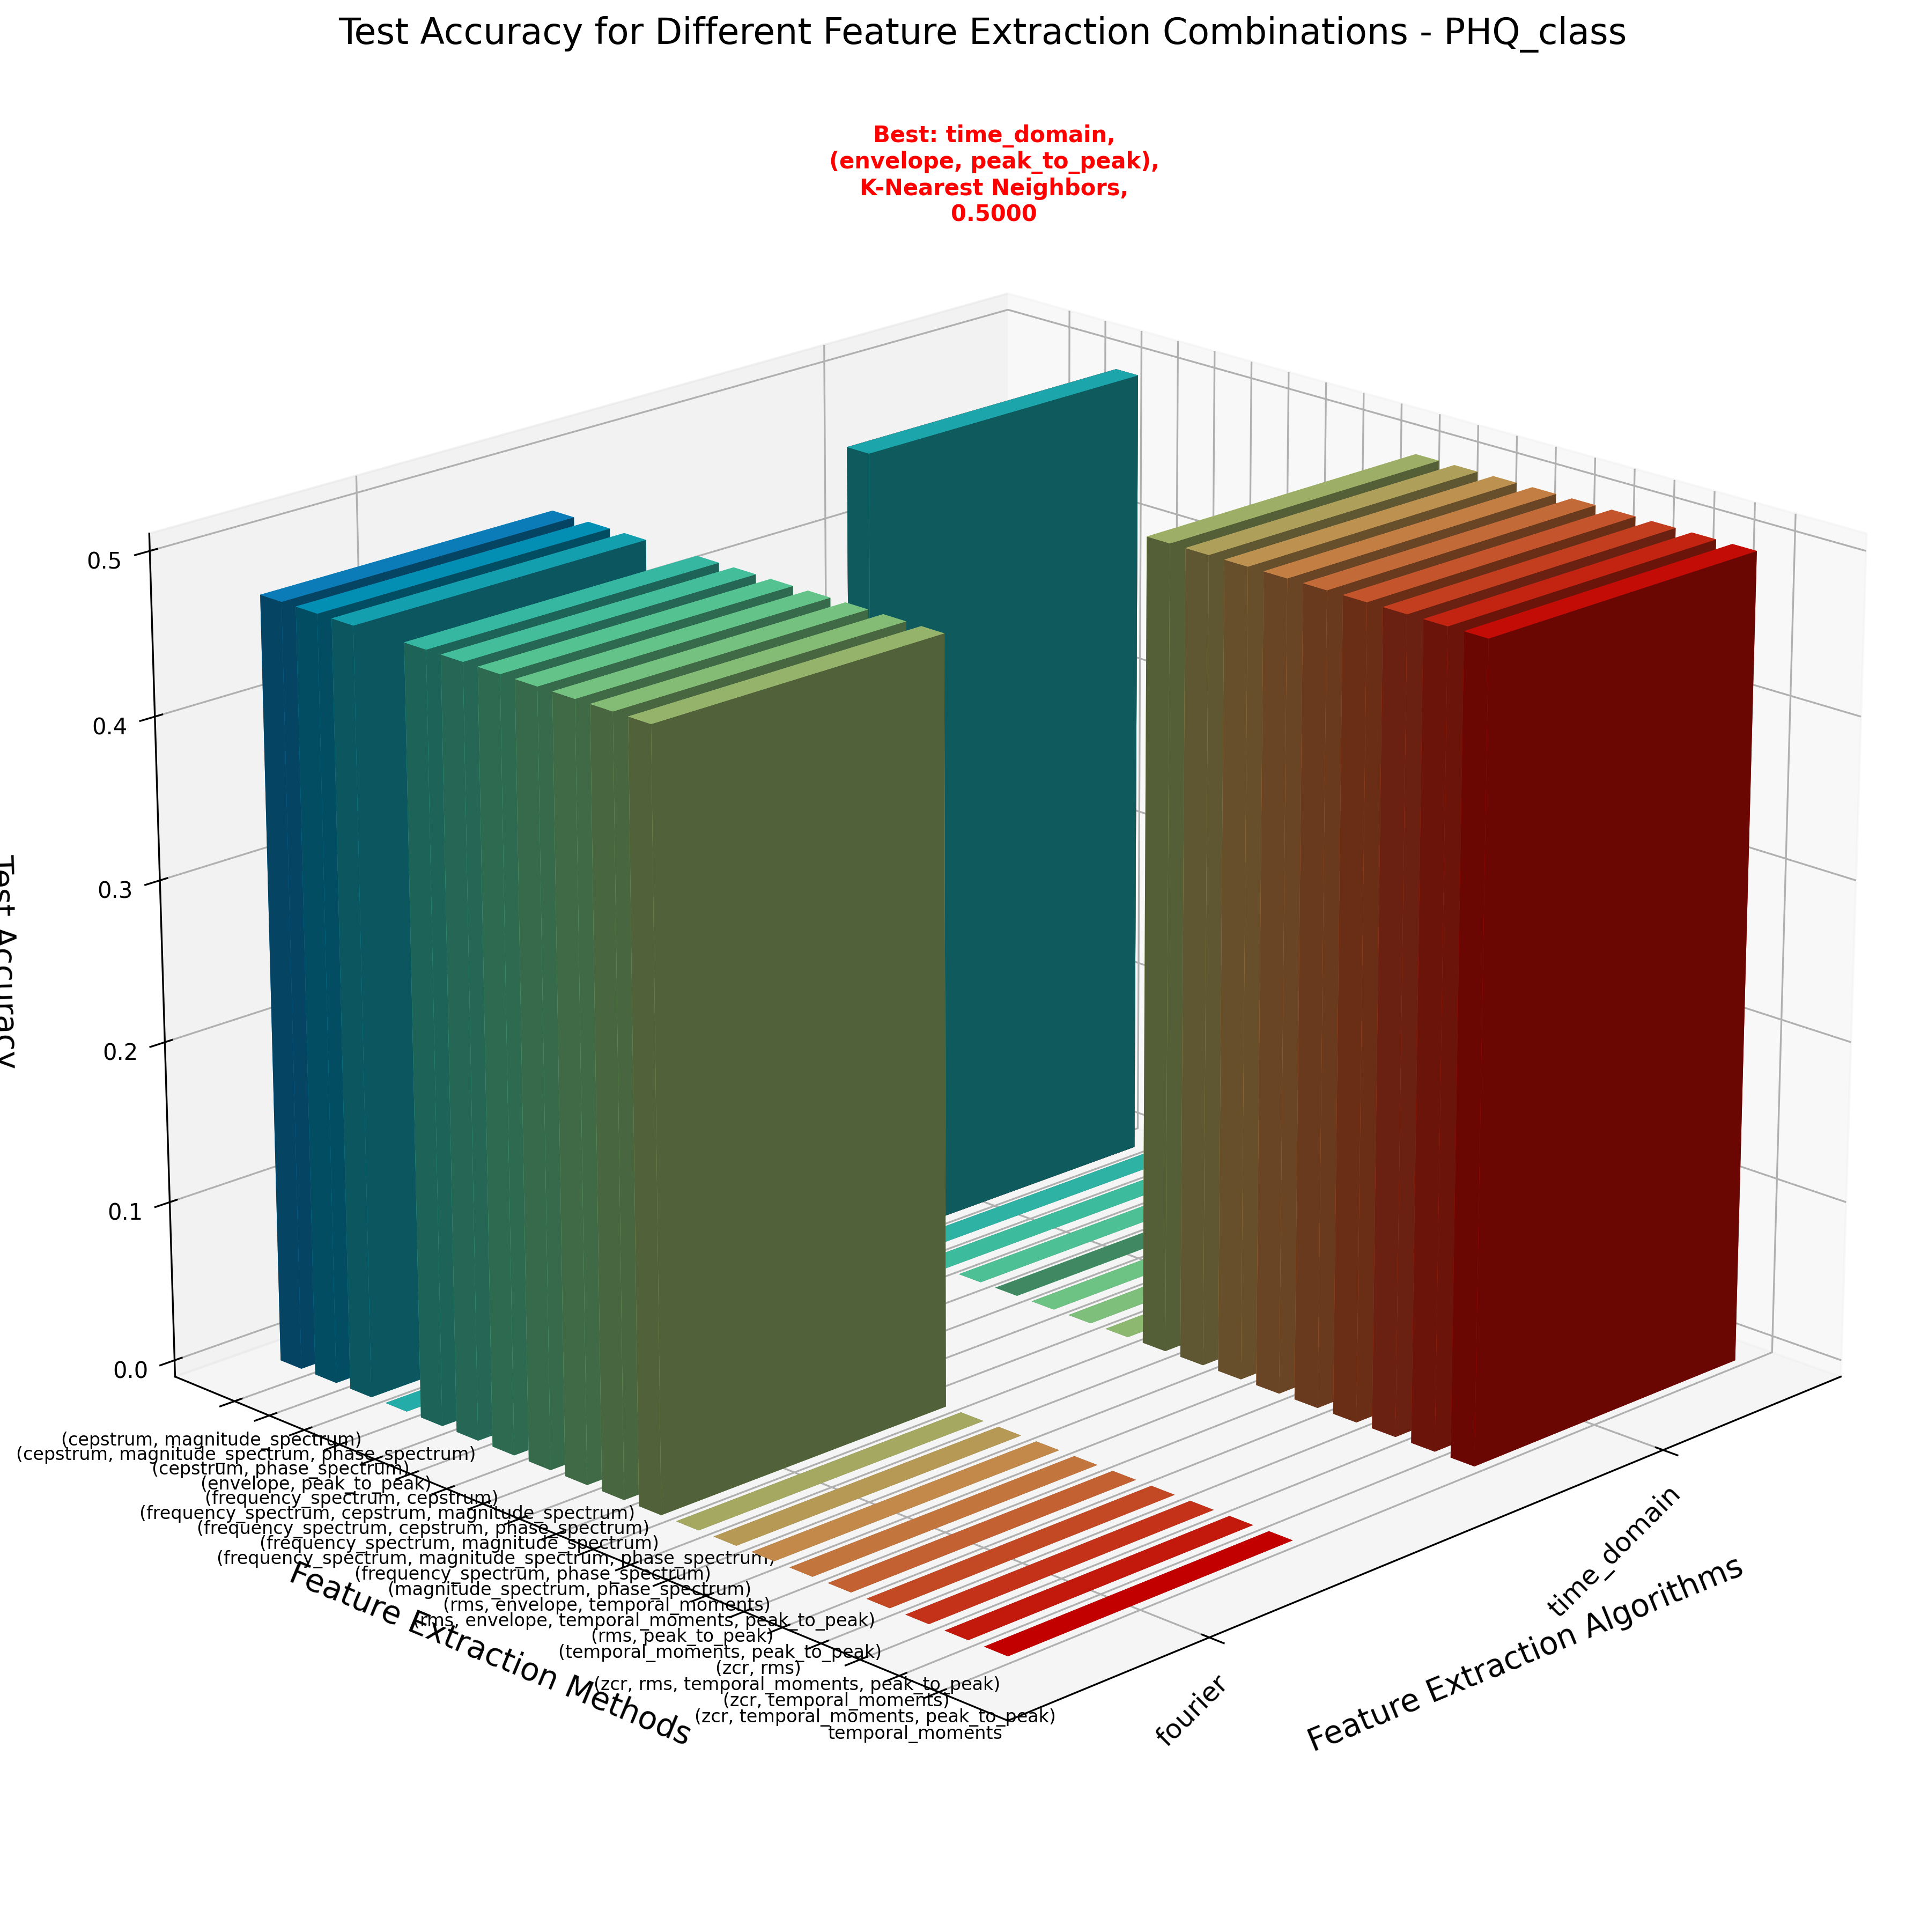 Test Accuracy for Different Feature Extraction Combinations - PHQ_class
Best: time_domain,
(envelope, peak_to_peak),
K-Nearest Neighbors,
0.5000
0.5
0.4
0.3
0.2
0.1
0.0
Test Accuracy
(cepstrum, magnitude_spectrum)
(cepstrum, magnitude_spectrum, phase_spectrum)
(cepstrum, phase_spectrum)
(envelope, peak_to_peak)
(frequency_spectrum, cepstrum)
(frequency_spectrum, cepstrum, magnitude_spectrum)
(frequency_spectrum, cepstrum, phase_spectrum)
(frequency_spectrum, magnitude_spectrum)
(frequency_spectrum, magnitude_spectrum, phase_spectrum)
(frequency_spectrum, phase_spectrum)
(magnitude_spectrum, phase_spectrum)
(rms, envelope, temporal_moments)
(rms, envelope, temporal_moments, peak_to_peak)
(rms, peak_to_peak)
(temporal_moments, peak_to_peak)
(zcr, rms)
(zcr, rms, temporal_moments, peak_to_peak)
(zcr, temporal_moments)
(zcr, temporal_moments, peak_to_peak)
temporal_moments
Feature Extraction Methods
fourier
time_domain
Feature Extraction Algorithms